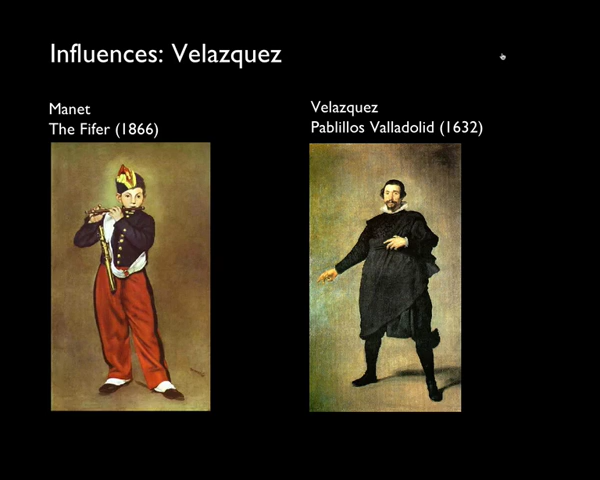 Influences: Velazquez
Manet
The Fifer (1866)
Velazquez
Pablillos Valladolid (1632)